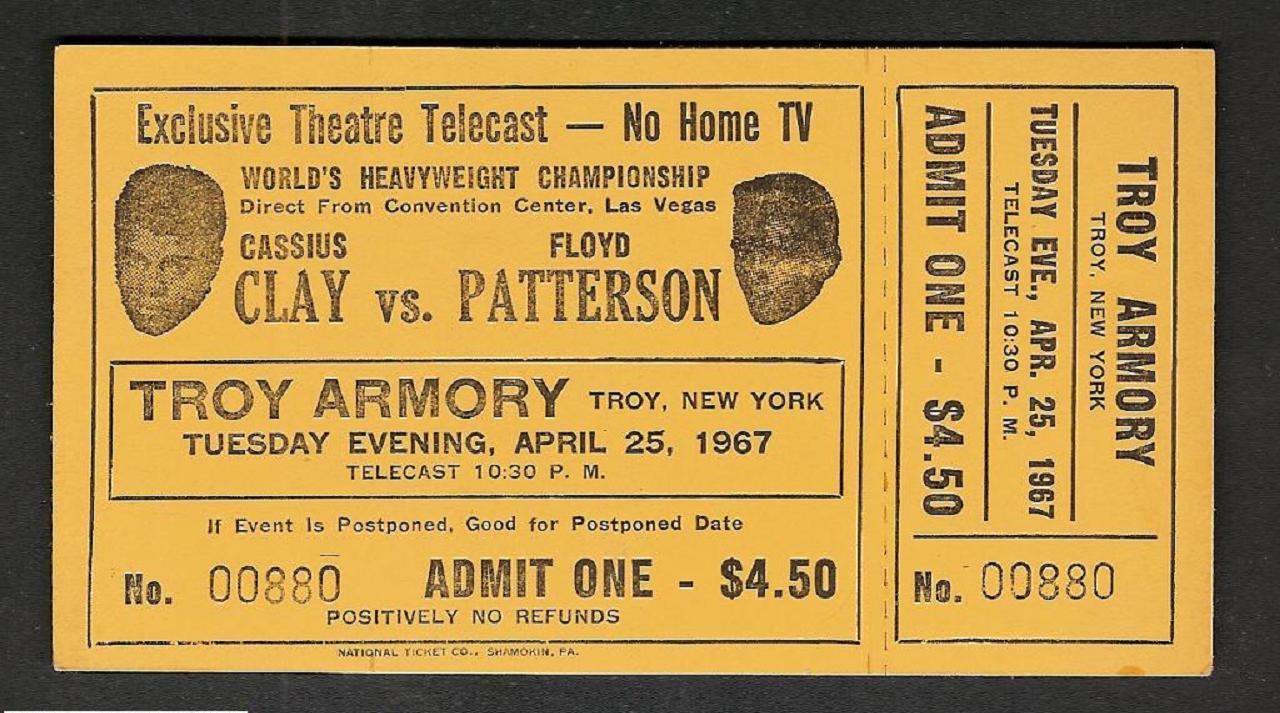 Exclusive Theatre Telecast — No Home TV
WORLD'S HEAVYWEIGHT CHAMPIONSHIP
Direct From Convention Center, Las Vegas
CASSIUS FLOYD
CLAY vs. PATTERSON
TROY ARMORY TROY, NEW YORK
TUESDAY EVENING, APRIL 25, 1967
TELECAST 10:30 P. M.
If Event Is Postponed, Good for Postponed Date
No. 00880 ADMIT ONE - $4.50
POSITIVELY NO REFUNDS
NATIONAL TICKET CO., SHAMOKIN, PA.
TROY ARMORY
TROY, NEW YORK
TUESDAY EVE., APR. 25, 1967
TELECAST 10:30 P. M.
ADMIT ONE - $4.50
No. 00880